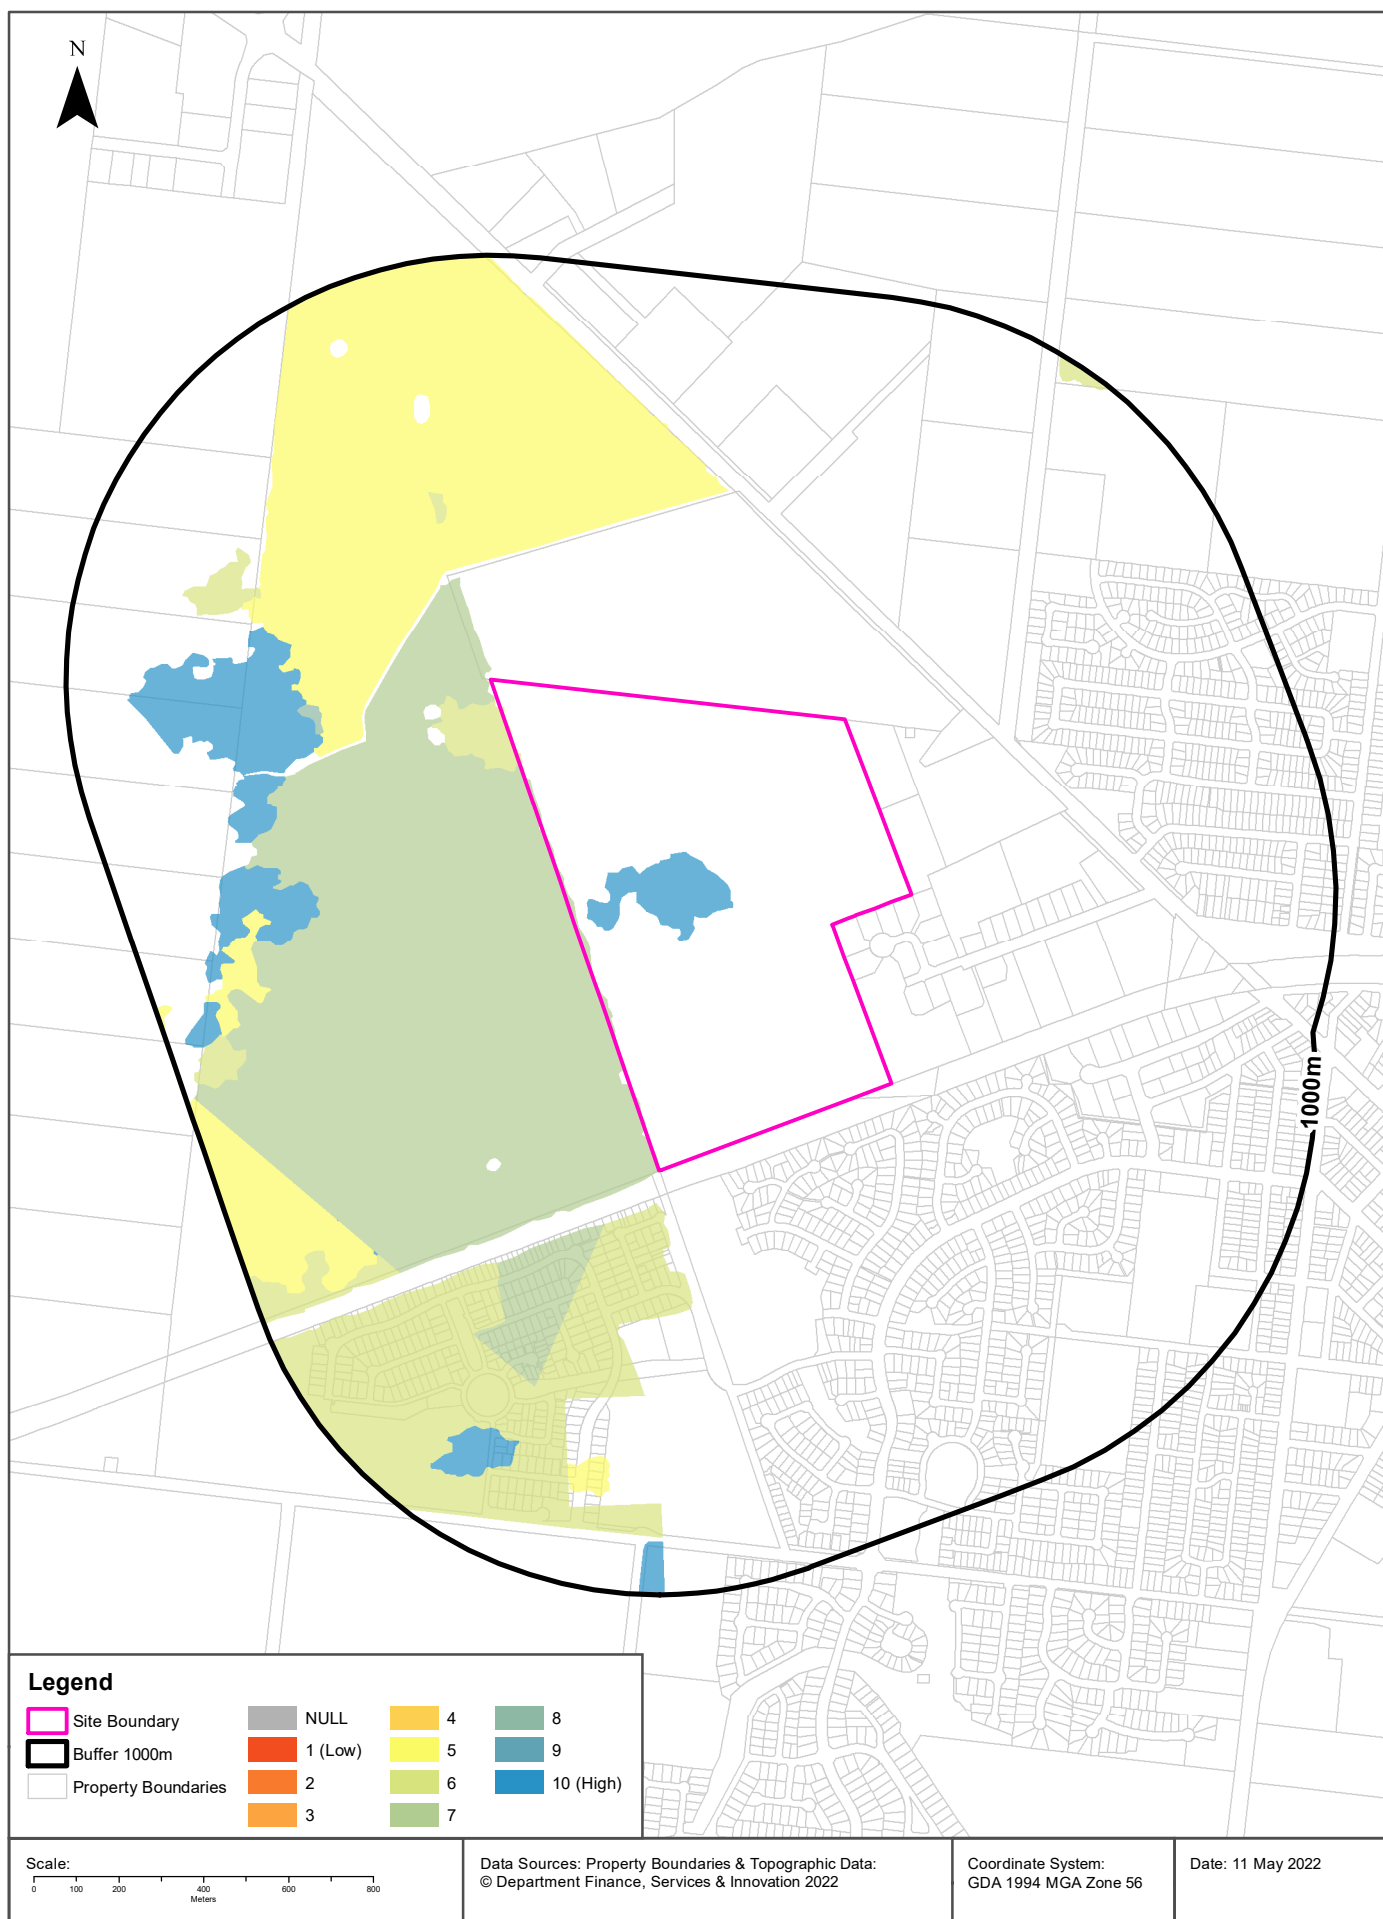 N
1000m
Legend
Site Boundary
Buffer 1000m
Property Boundaries
NULL
1 (Low)
2
3
4
5
6
7
8
9
10 (High)
Scale:
0 100 200 400 600 800
Meters
Data Sources: Property Boundaries & Topographic Data:
© Department Finance, Services & Innovation 2022
Coordinate System:
GDA 1994 MGA Zone 56
Date: 11 May 2022